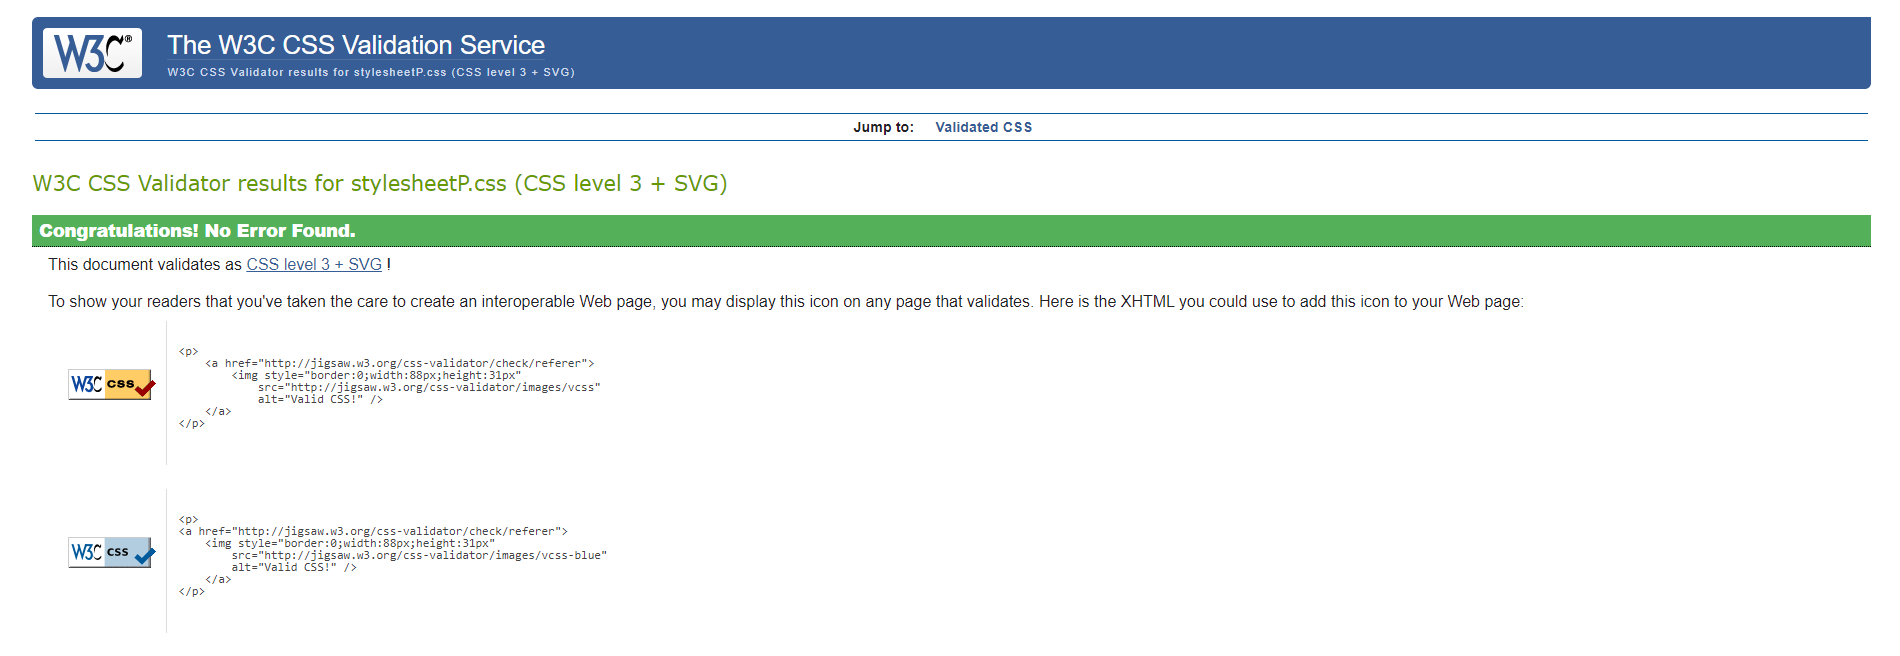 W3C®
The W3C CSS Validation Service
W3C CSS Validator results for stylesheetP.css (CSS level 3 + SVG)
Jump to: Validated CSS
W3C CSS Validator results for stylesheetP.css (CSS level 3 + SVG)
Congratulations! No Error Found.
This document validates as CSS level 3 + SVG !
To show your readers that you've taken the care to create an interoperable Web page, you may display this icon on any page that validates. Here is the XHTML you could use to add this icon to your Web page:
W3C css
<p>
    <a href="http://jigsaw.w3.org/css-validator/check/referer">
        <img style="border:0;width:88px;height:31px"
            src="http://jigsaw.w3.org/css-validator/images/vcss"
            alt="Valid CSS!" />
    </a>
</p>
W3C css
<p>
<a href="http://jigsaw.w3.org/css-validator/check/referer">
    <img style="border:0;width:88px;height:31px"
        src="http://jigsaw.w3.org/css-validator/images/vcss-blue"
        alt="Valid CSS!" />
    </a>
</p>